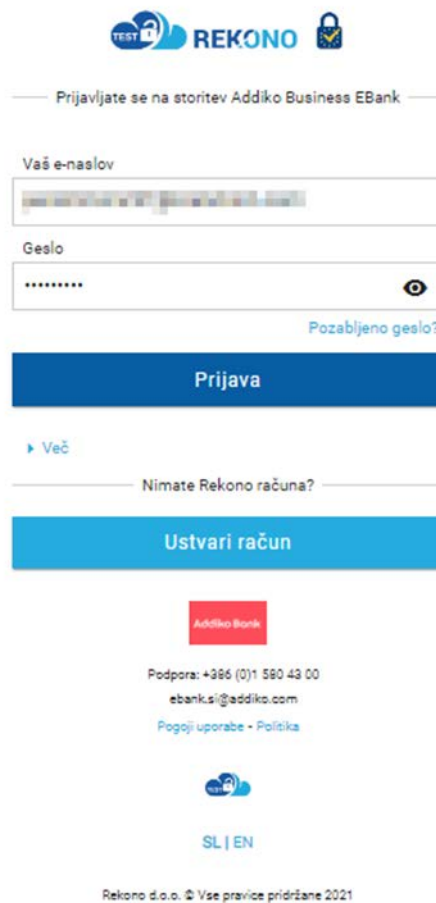 TEST REKONO
Prijavljate se na storitev Addiko Business EBank
Vaš e-naslov
Geslo
•••••••••
Pozabljeno geslo?
Prijava
Več
Nimate Rekono računa?
Ustvari račun
Addiko Bank
Podpora: +386 (0)1 580 43 00
ebank.si@addiko.com
Pogoji uporabe - Politika
TEST
SL | EN
Rekono d.o.o. © Vse pravice pridržane 2021